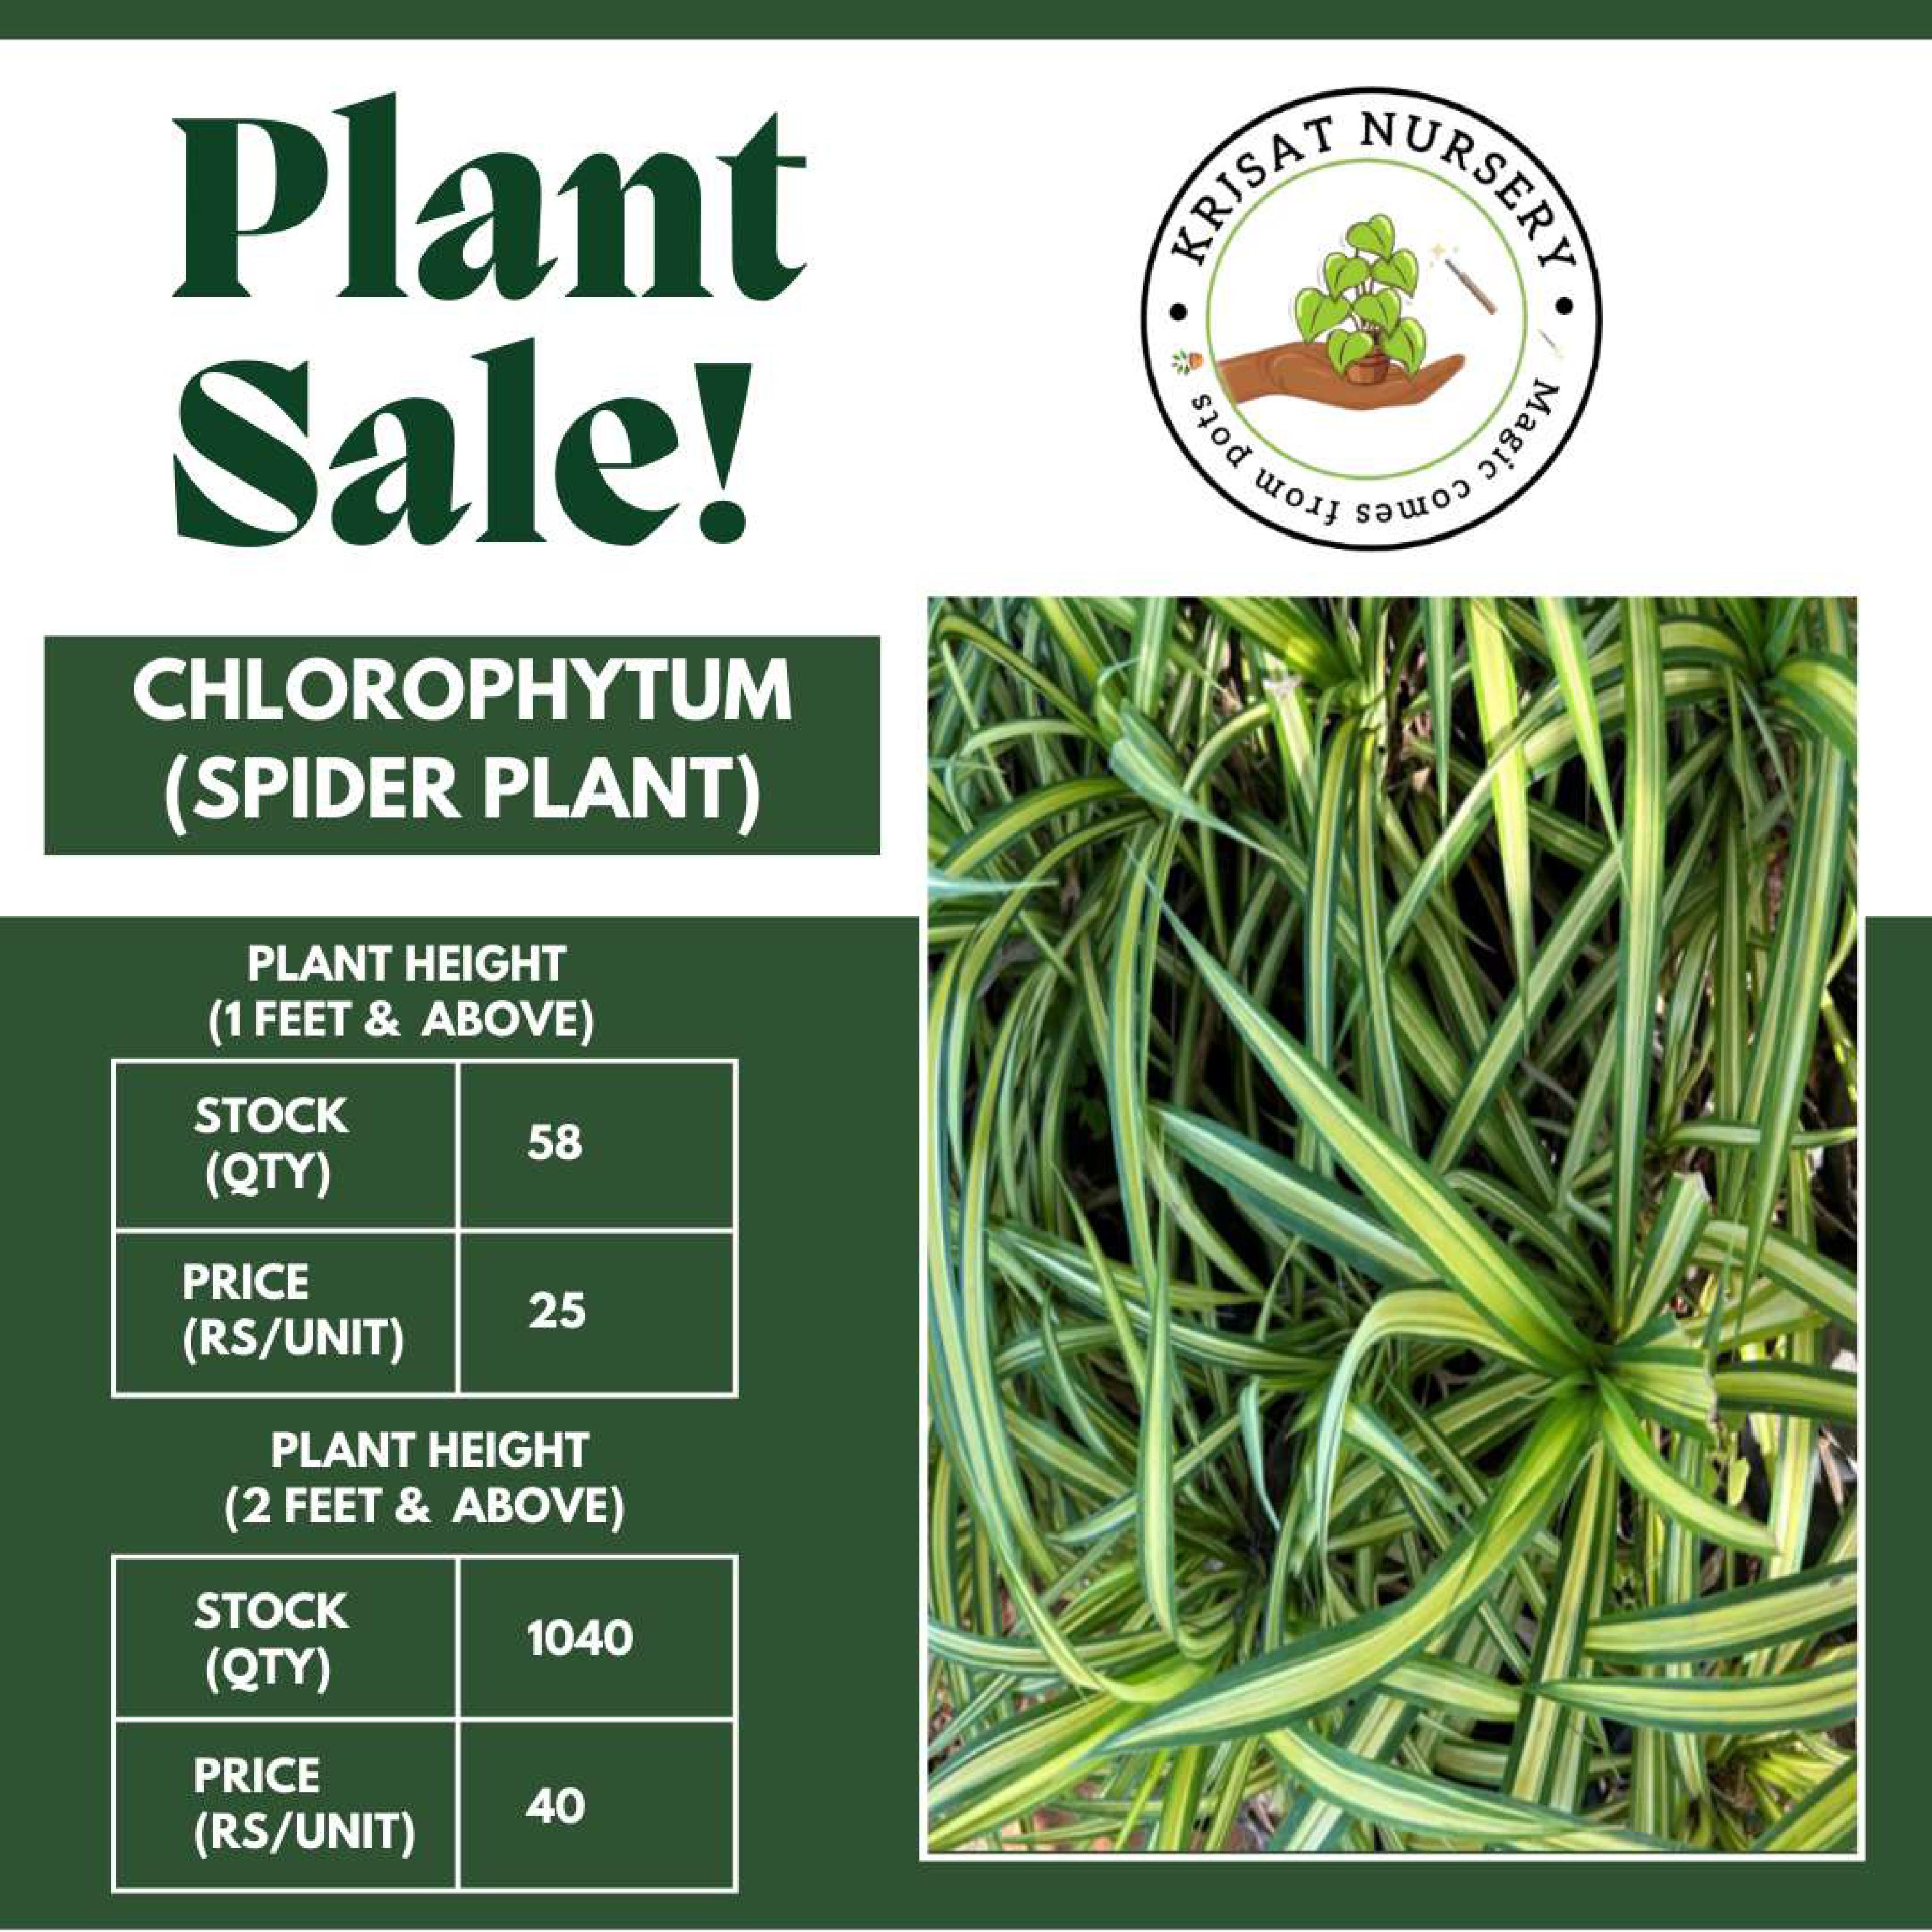 Plant
Sale!
KRISAT NURSERY
Magic comes from pots
CHLOROPHYTUM
(SPIDER PLANT)
PLANT HEIGHT
(1 FEET & ABOVE)
STOCK
(QTY)
58
PRICE
(RS/UNIT)
25
PLANT HEIGHT
(2 FEET & ABOVE)
STOCK
(QTY)
1040
PRICE
(RS/UNIT)
40